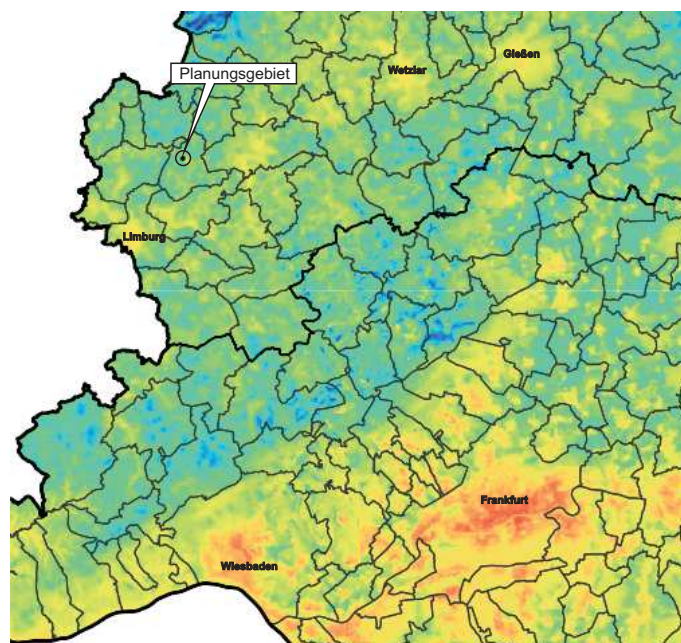 Gießen
Wetzlar
Planungsgebiet
Limburg
Frankfurt
Wiesbaden